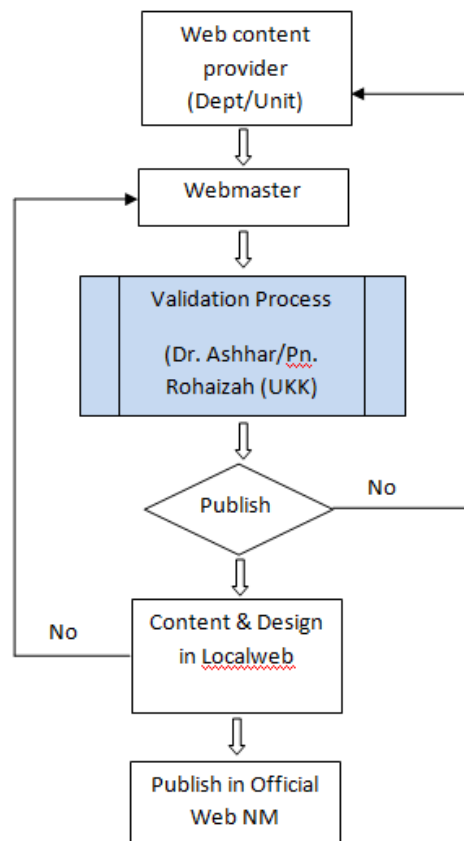 Web content
provider
(Dept/Unit)
Webmaster
Validation Process
(Dr. Ashhar/Pn.
Rohaizah (UKK)
Publish
No
No
Content & Design
in Localweb
Publish in Official
Web NM